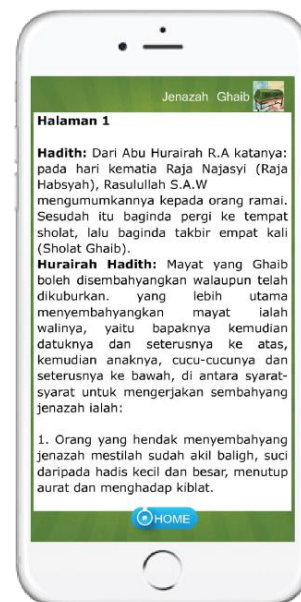 Jenazah Ghaib
Halaman 1
Hadith: Dari Abu Hurairah R.A katanya:
pada hari kematia Raja Najasyi (Raja
Habsyah), Rasulullah S.A.W
mengumumkannya kepada orang ramai.
Sesudah itu baginda pergi ke tempat
sholat, lalu baginda takbir empat kali
(Sholat Ghaib).
Hurairah Hadith: Mayat yang Ghaib
boleh disembahyangkan walaupun telah
dikuburkan. yang lebih utama
menyembahyangkan mayat ialah
walinya, yaitu bapaknya kemudian
datuknya dan seterusnya ke atas,
kemudian anaknya, cucu-cucunya dan
seterusnya ke bawah, di antara syarat-
syarat untuk mengerjakan sembahyang
jenazah ialah:
1. Orang yang hendak menyembahyang
jenazah mestilah sudah akil baligh, suci
daripada hadis kecil dan besar, menutup
aurat dan menghadap kiblat.
HOME